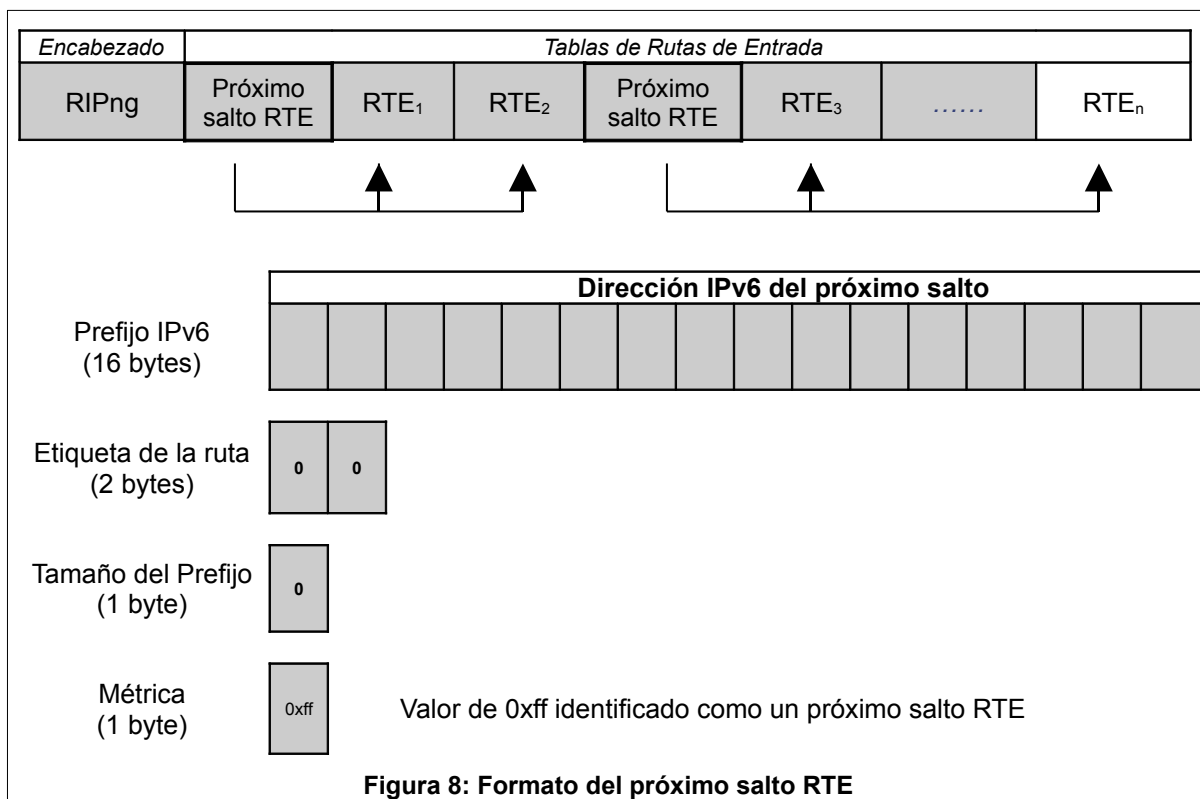 Encabezado Tablas de Rutas de Entrada
RIPng Próximo salto RTE RTE1 RTE2 Próximo salto RTE RTE3 ...... RTEn
Dirección IPv6 del próximo salto
Prefijo IPv6
(16 bytes)
Etiqueta de la ruta
(2 bytes)
0 0
Tamaño del Prefijo
(1 byte)
0
Métrica
(1 byte)
0xff Valor de 0xff identificado como un próximo salto RTE
Figura 8: Formato del próximo salto RTE